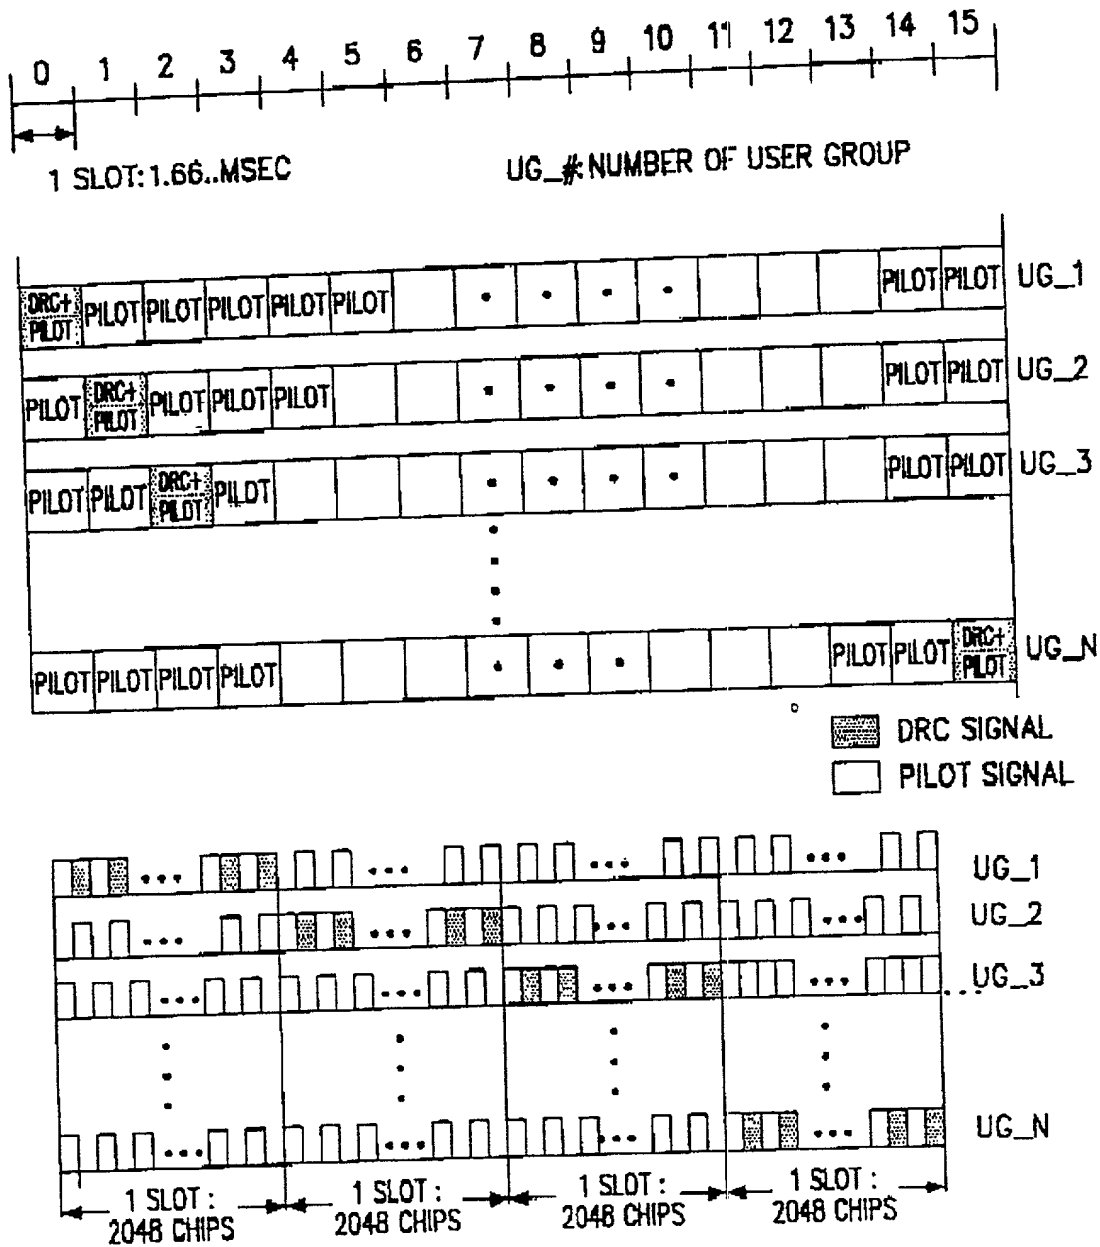 0 1 2 3 4 5 6 7 8 9 10 11 12 13 14 15
1 SLOT: 1.66..MSEC
UG_#: NUMBER OF USER GROUP
DRC+ PILOT PILOT PILOT PILOT PILOT PILOT • • • • PILOT PILOT UG_1
PILOT DRC+ PILOT PILOT PILOT PILOT • • • • PILOT PILOT UG_2
PILOT PILOT DRC+ PILOT PILOT • • • • PILOT PILOT UG_3
PILOT PILOT PILOT PILOT • • • PILOT PILOT DRC+ PILOT UG_N
DRC SIGNAL
PILOT SIGNAL
UG_1
UG_2
UG_3
UG_N
1 SLOT : 1 SLOT : 1 SLOT : 1 SLOT :
2048 CHIPS 2048 CHIPS 2048 CHIPS 2048 CHIPS